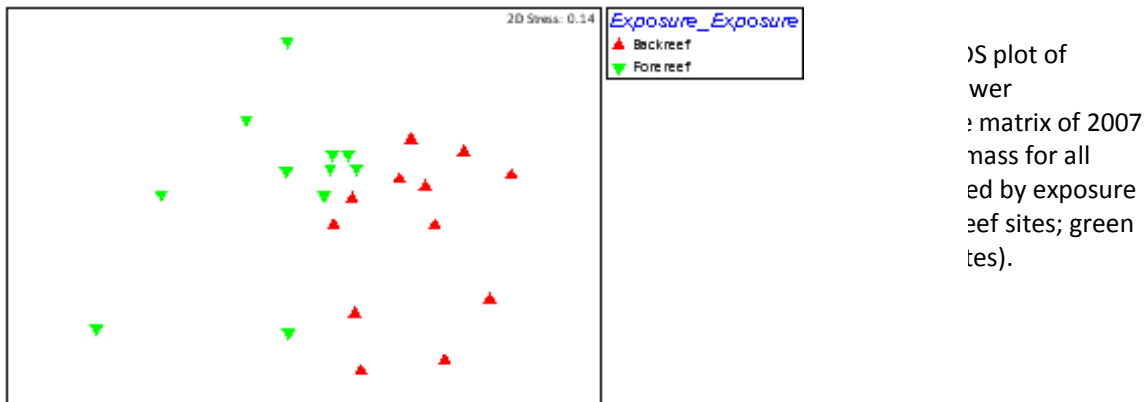 2D Stress: 0.14
Exposure_Exposure
Backreef
Forereef
S plot of
wer
e matrix of 2007
mass for all
ed by exposure
eef sites; green
tes).